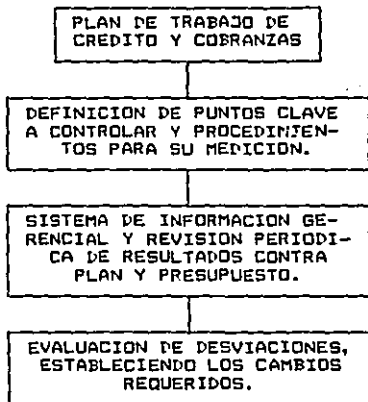 PLAN DE TRABAJO DE
CREDITO Y COBRANZAS
DEFINICION DE PUNTOS CLAVE
A CONTROLAR Y PROCEDIMIEN-
TOS PARA SU MEDICION.
SISTEMA DE INFORMACION GE-
RENCIAL Y REVISION PERIODI-
CA DE RESULTADOS CONTRA
PLAN Y PRESUPUESTO.
EVALUACION DE DESVIACIONES,
ESTABLECIENDO LOS CAMBIOS
REQUERIDOS.